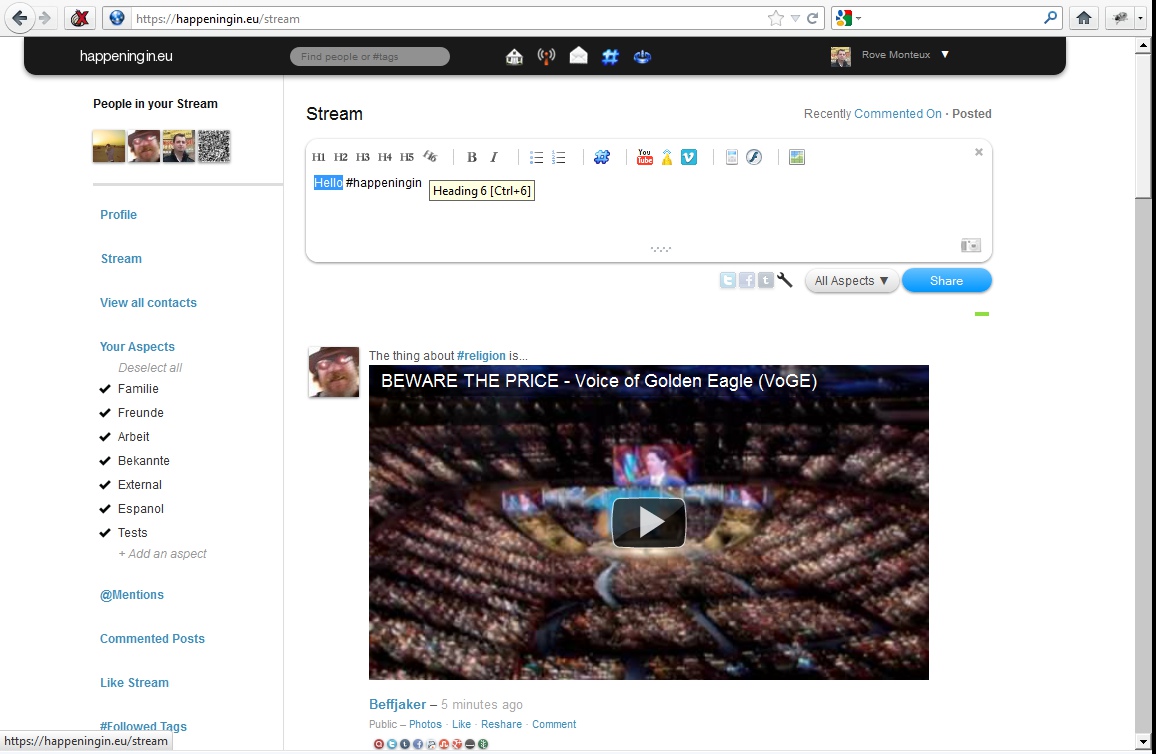 https://happeningin.eu/stream
happeningin.eu
Find people or #tags
Rove Monteux ▼
People in your Stream
Profile
Stream
View all contacts
Your Aspects
Deselect all
Familie
Freunde
Arbeit
Bekannte
External
Espanol
Tests
+ Add an aspect
@Mentions
Commented Posts
Like Stream
#Followed Tags
https://happeningin.eu/stream
Stream
Recently Commented On · Posted
H1 H2 H3 H4 H5 H6 B I You Tube
Hello #happeningin
Heading 6 [Ctrl+6]
All Aspects ▼
Share
The thing about #religion is...
BEWARE THE PRICE - Voice of Golden Eagle (VoGE)
Beffjaker – 5 minutes ago
Public – Photos · Like · Reshare · Comment